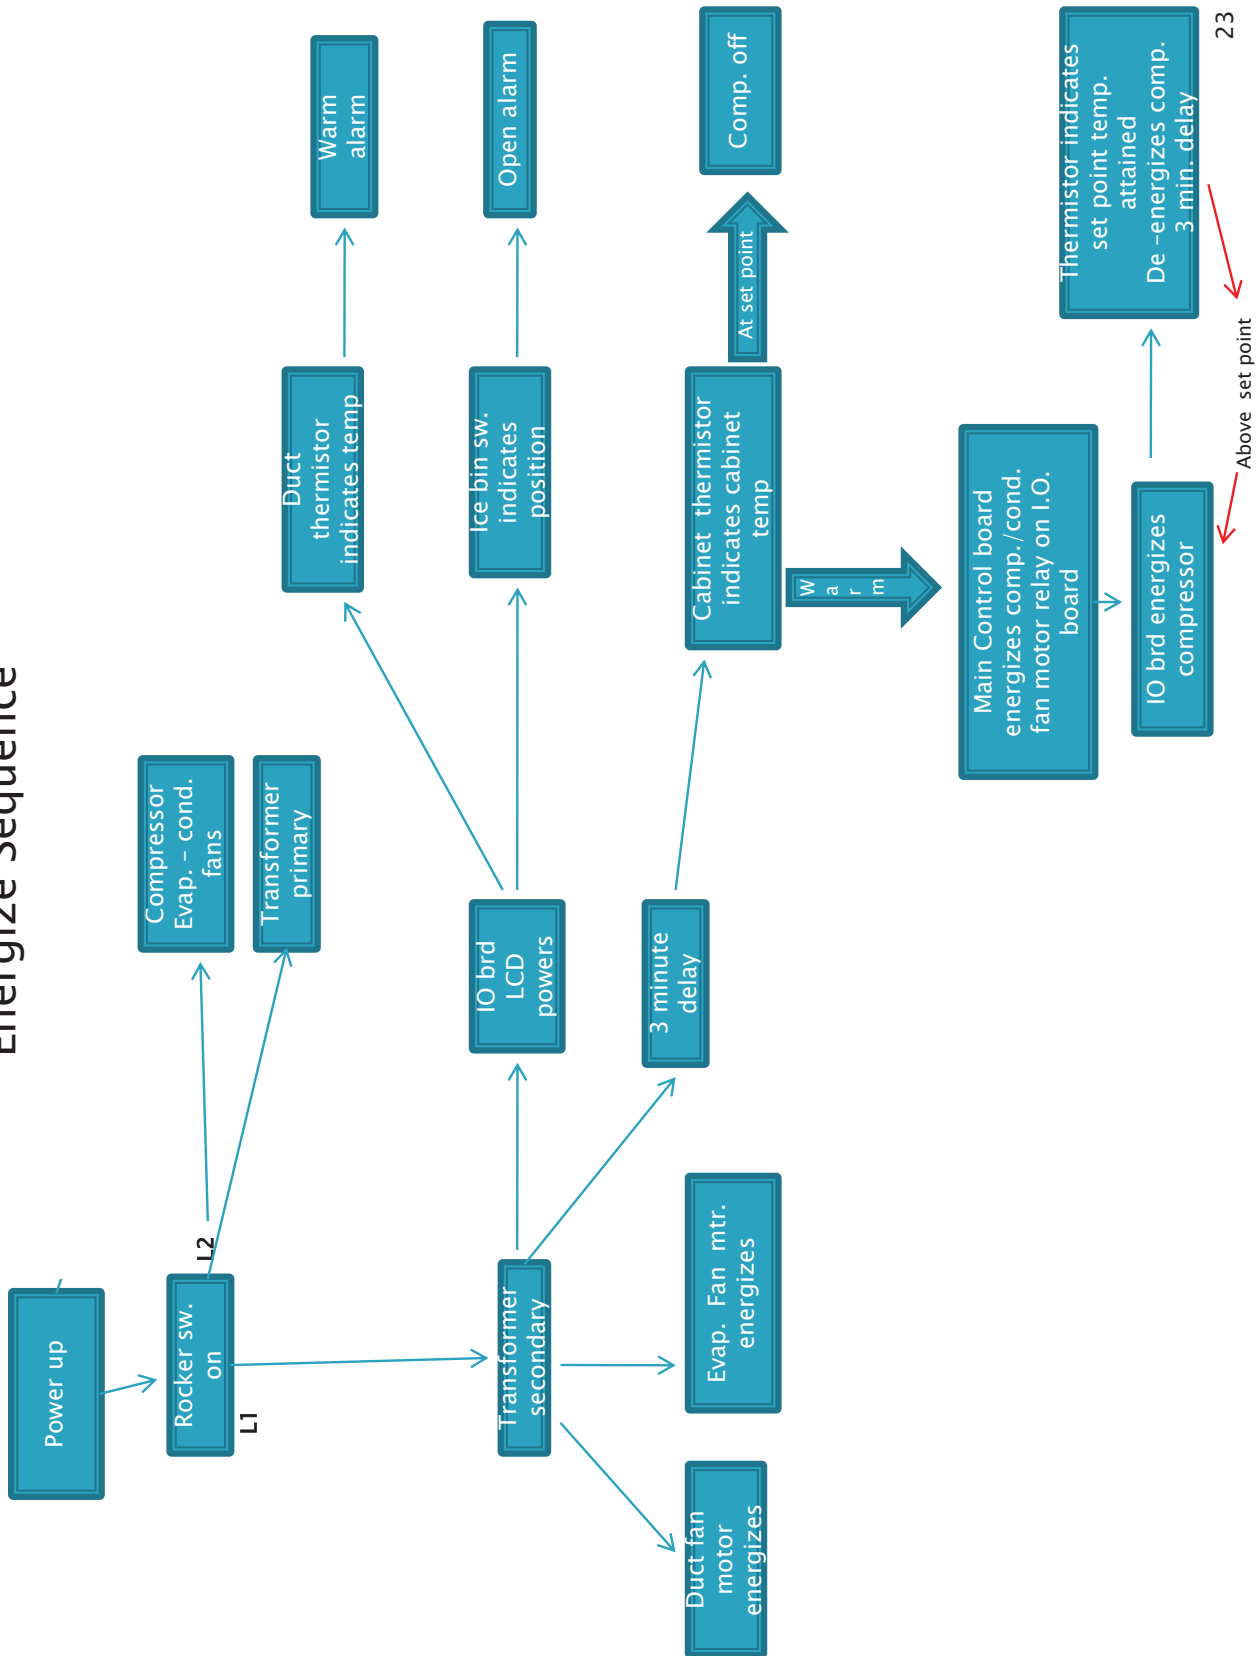 Energize Sequence
Power up
Rocker sw.
on
L1
L2
Compressor
Evap. – cond.
fans
Transformer
primary
Transformer
secondary
Duct fan
motor
energizes
Evap. Fan mtr.
energizes
IO brd
LCD
powers
3 minute
delay
Duct
thermistor
indicates temp
Warm
alarm
Ice bin sw.
indicates
position
Open alarm
Cabinet thermistor
indicates cabinet
temp
At set point
Comp. off
W
a
r
m
Main Control board
energizes comp./cond.
fan motor relay on I.O.
board
IO brd energizes
compressor
Thermistor indicates
set point temp.
attained
De –energizes comp.
3 min. delay
Above set point
23